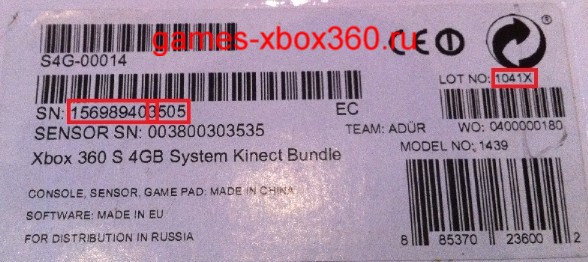 games-xbox360.ru
S4G-00014
LOT NO: 1041X
SN: 156989403505 EC
SENSOR SN: 003800303535
TEAM: ADÜR WO: 0400000180
Xbox 360 S 4GB System Kinect Bundle
MODEL NO: 1439
CONSOLE, SENSOR, GAME PAD: MADE IN CHINA
SOFTWARE: MADE IN EU
FOR DISTRIBUTION IN RUSSIA
8 85370 23600 2